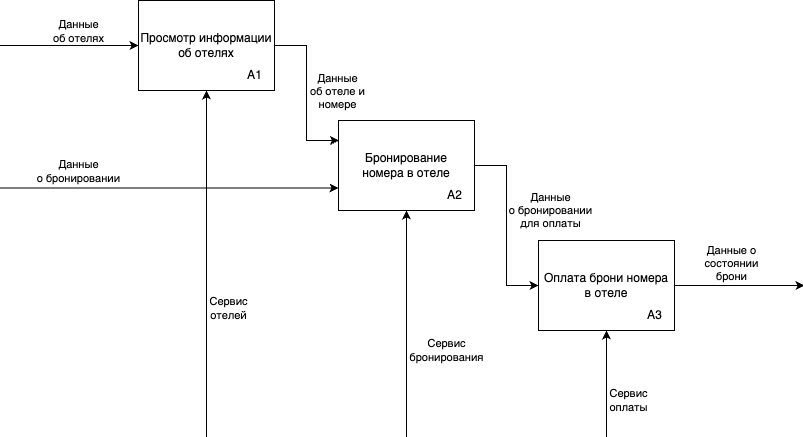 Данные
об отелях
Просмотр информации
об отелях
A1
Данные
об отеле и
номере
Данные
о бронировании
Бронирование
номера в отеле
A2
Данные
о бронировании
для оплаты
Оплата брони номера
в отеле
A3
Данные о
состоянии
брони
Сервис
отелей
Сервис
бронирования
Сервис
оплаты